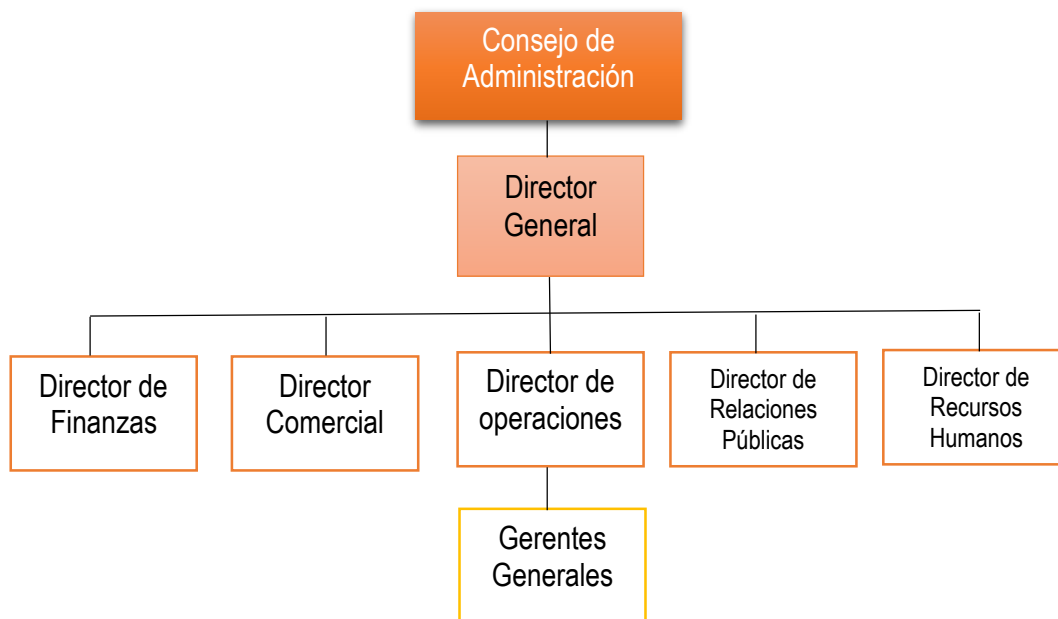 Consejo de
Administración
Director
General
Director de
Finanzas
Director
Comercial
Director de
operaciones
Director de
Relaciones
Públicas
Director de
Recursos
Humanos
Gerentes
Generales